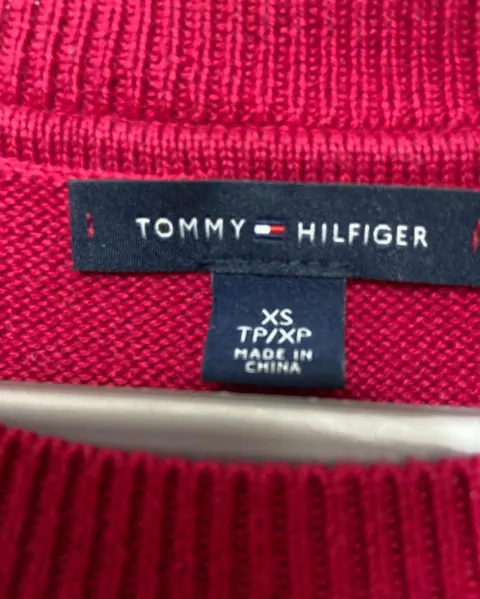 TOMMY HILFIGER
XS
TP/XP
MADE IN
CHINA